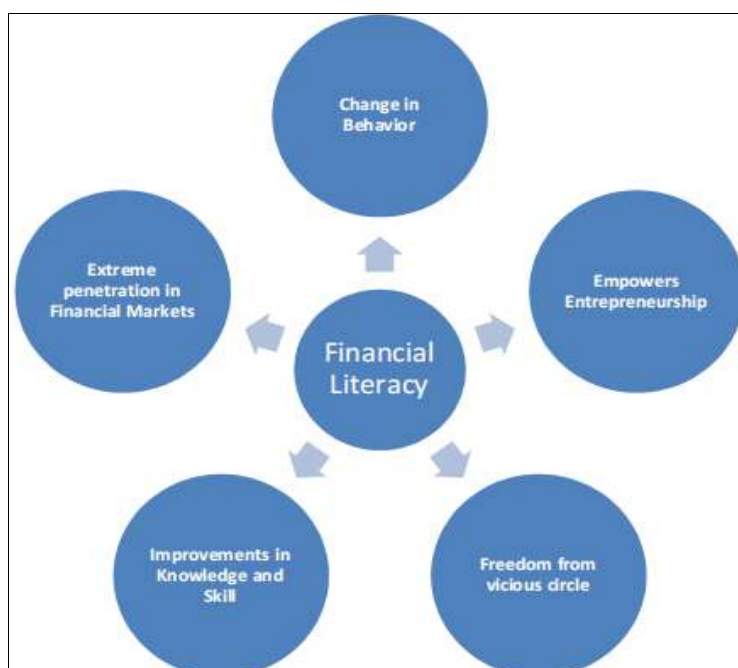 Change in
Behavior
Extreme
penetration in
Financial Markets
Empowers
Entrepreneurship
Financial
Literacy
Improvements in
Knowledge and
Skill
Freedom from
vicious circle